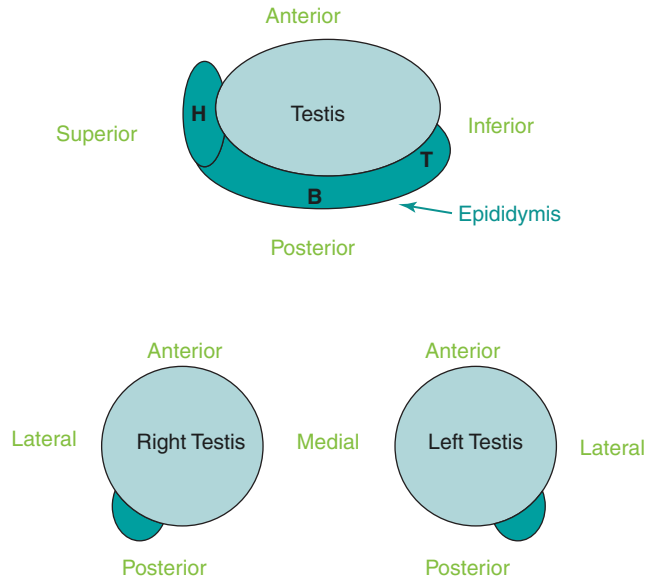 Anterior
H
Testis
Superior
Inferior
T
B
Epididymis
Posterior
Anterior
Anterior
Lateral
Right Testis
Medial
Left Testis
Lateral
Posterior
Posterior